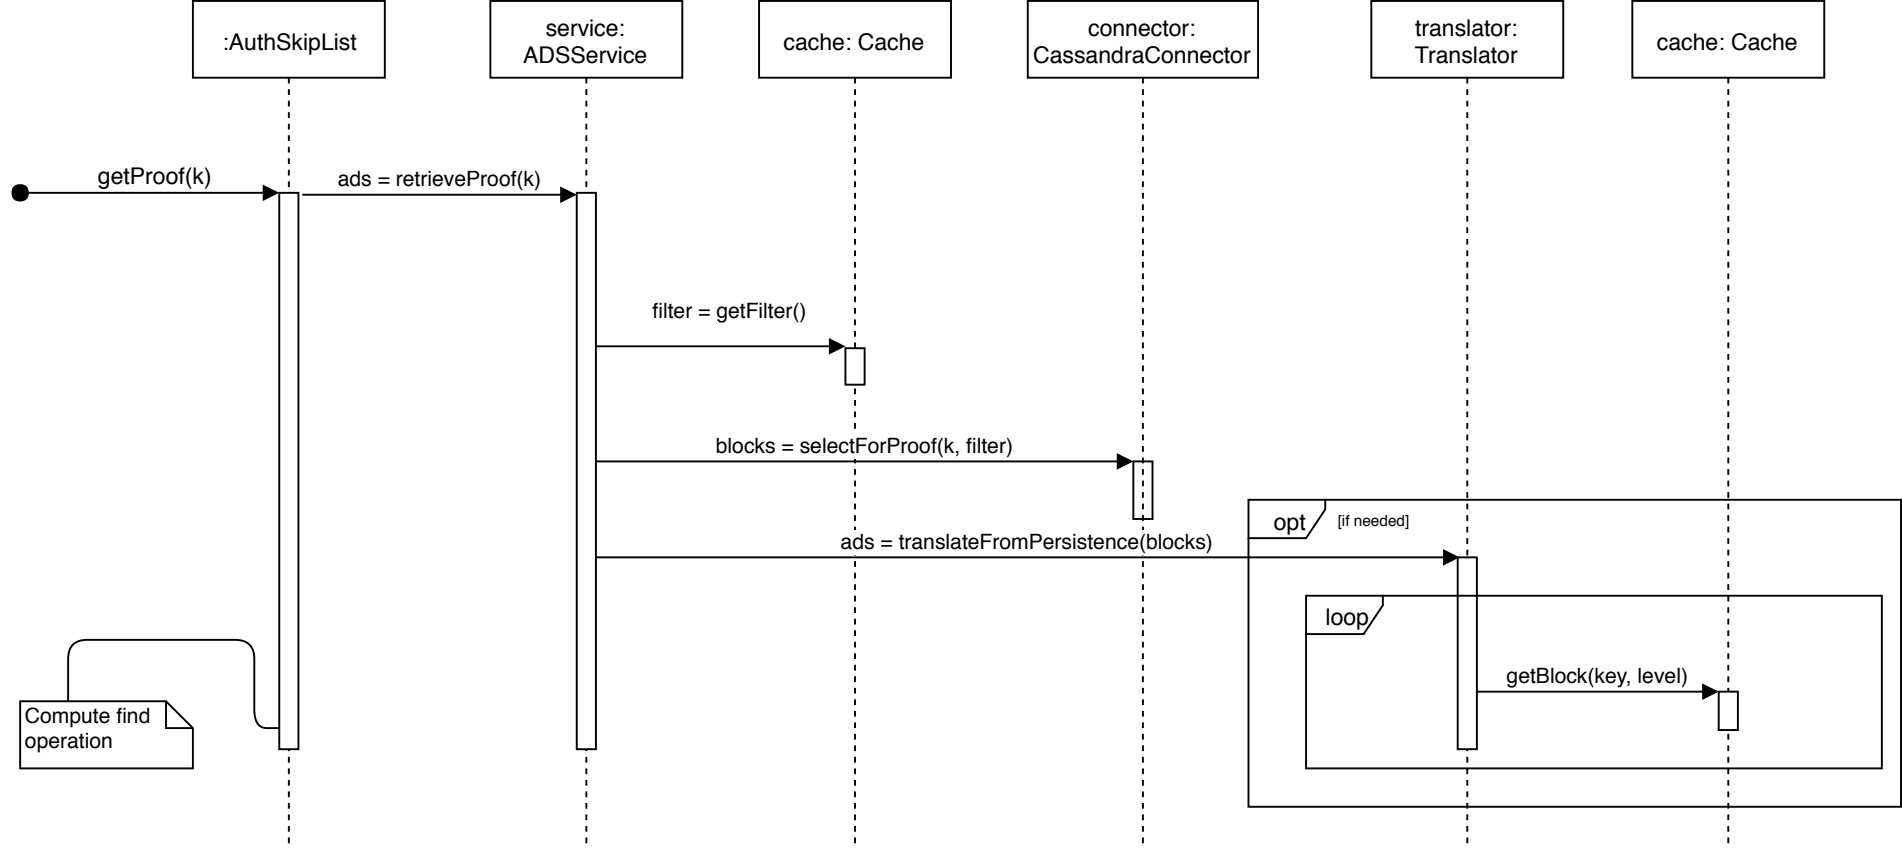 :AuthSkipList
service:
ADSService
cache: Cache
connector:
CassandraConnector
translator:
Translator
cache: Cache
getProof(k)
ads = retrieveProof(k)
filter = getFilter()
blocks = selectForProof(k, filter)
opt
[if needed]
ads = translateFromPersistence(blocks)
loop
getBlock(key, level)
Compute find
operation